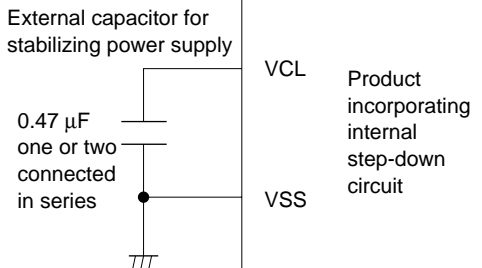 External capacitor for
stabilizing power supply
VCL
Product
incorporating
internal
step-down
circuit
0.47 μF
one or two
connected
in series
VSS